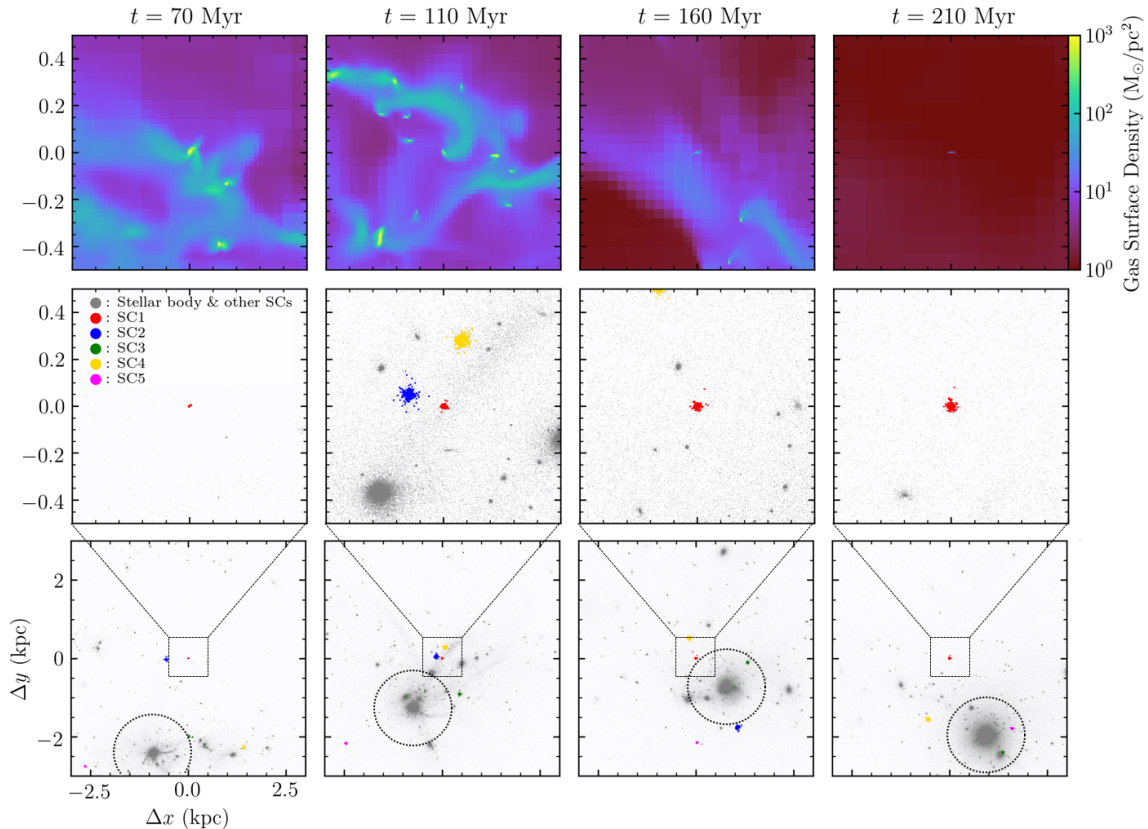 t = 70 Myr
t = 110 Myr
t = 160 Myr
t = 210 Myr
0.4
0.2
0.0
−0.2
−0.4
10³
10²
10¹
10⁰
Gas Surface Density (M⊙/pc²)
0.4
0.2
0.0
−0.2
−0.4
: Stellar body & other SCs
: SC1
: SC2
: SC3
: SC4
: SC5
2
0
−2
Δy (kpc)
−2.5
0.0
2.5
Δx (kpc)